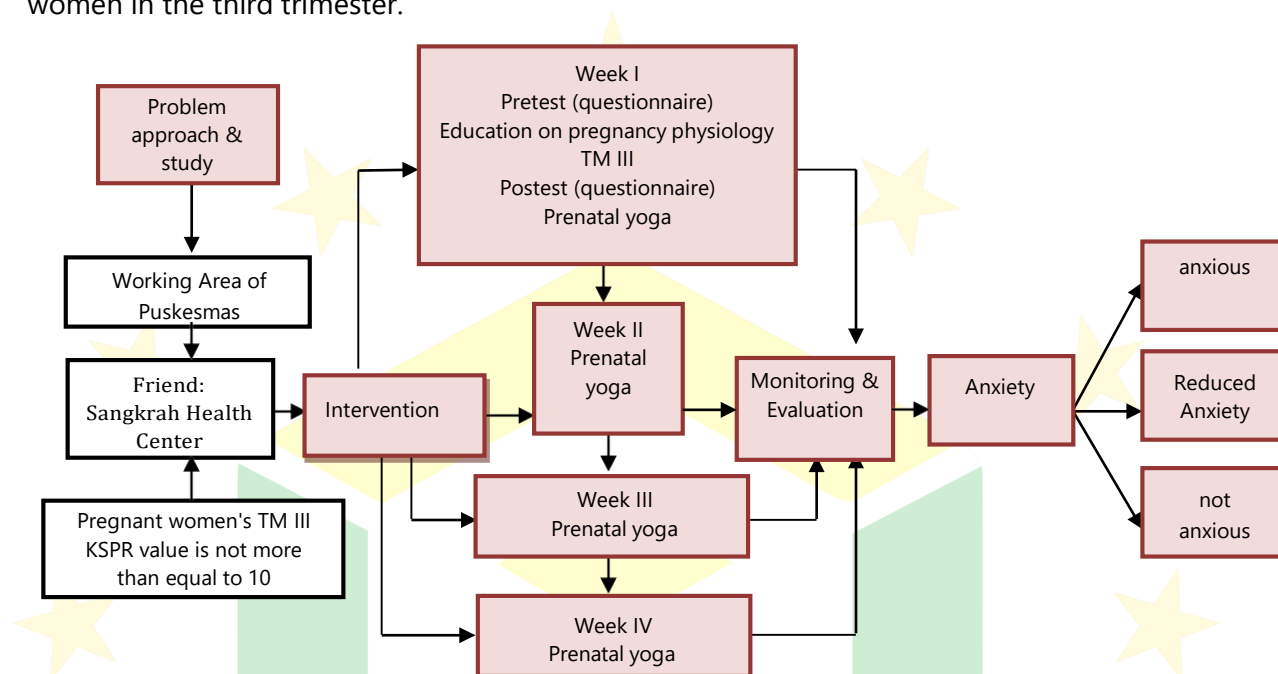 women in the third trimester.
Problem
approach &
study
Working Area of
Puskesmas
Friend:
Sangkrah Health
Center
Pregnant women's TM III
KSPR value is not more
than equal to 10
Intervention
Week I
Pretest (questionnaire)
Education on pregnancy physiology
TM III
Postest (questionnaire)
Prenatal yoga
Week II
Prenatal
yoga
Week III
Prenatal yoga
Week IV
Prenatal yoga
Monitoring &
Evaluation
Anxiety
anxious
Reduced
Anxiety
not
anxious